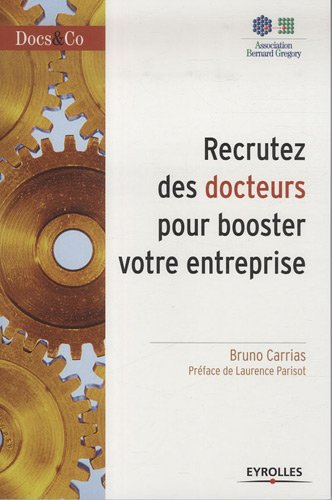 Docs&Co
Association
Bernard Gregory
Recrutez
des docteurs
pour booster
votre entreprise
Bruno Carrias
Préface de Laurence Parisot
EYROLLES